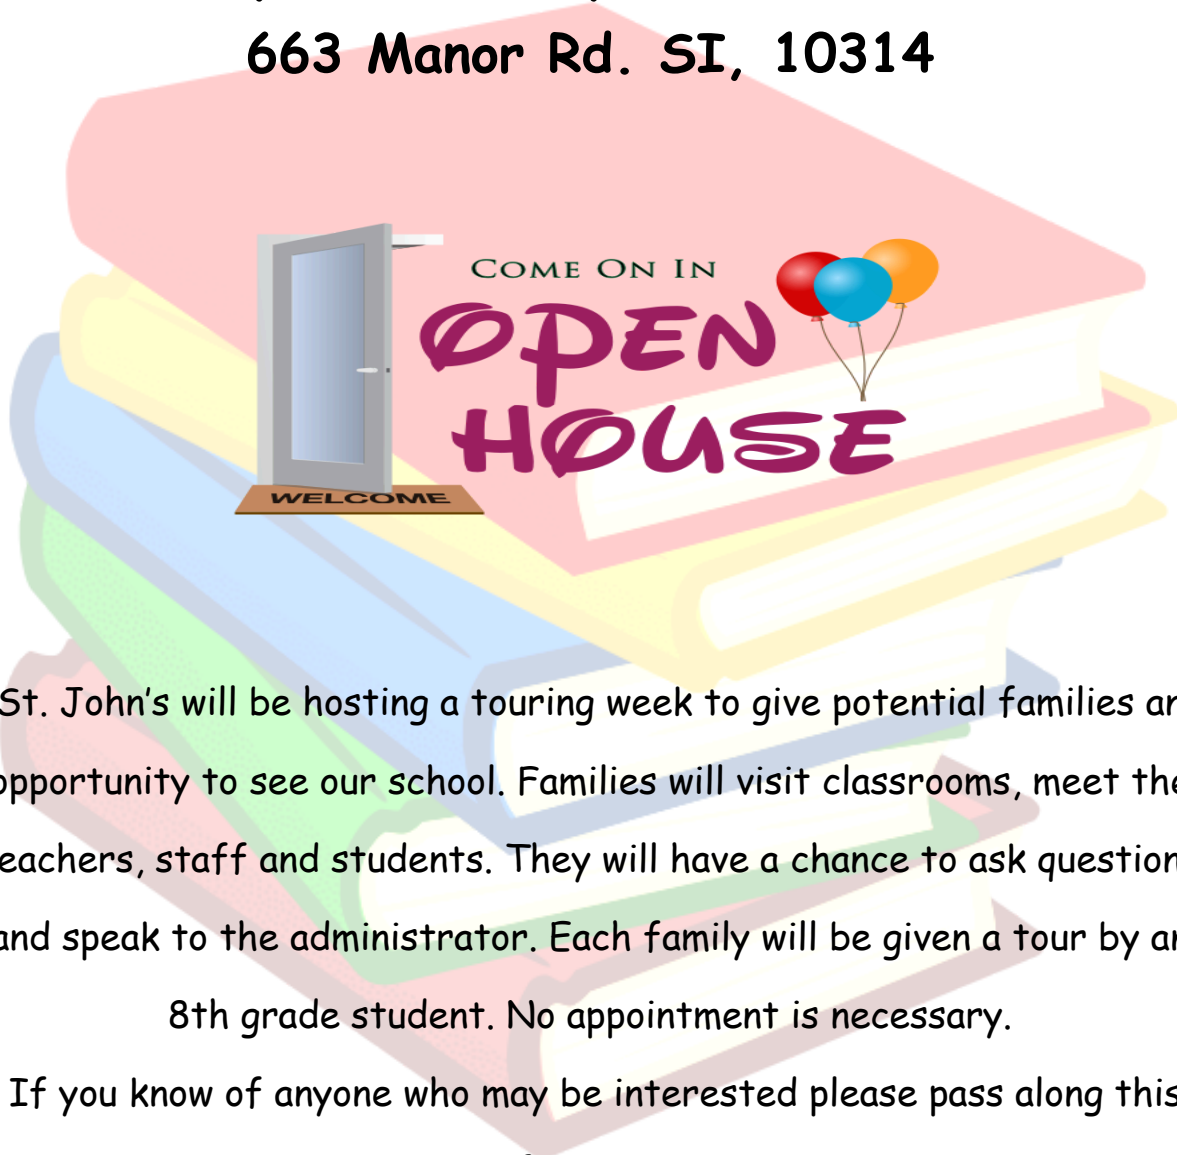 663 Manor Rd. SI, 10314
COME ON IN
OPEN
HOUSE
WELCOME
St. John's will be hosting a touring week to give potential families an
opportunity to see our school. Families will visit classrooms, meet the
eachers, staff and students. They will have a chance to ask question
and speak to the administrator. Each family will be given a tour by an
8th grade student. No appointment is necessary.
If you know of anyone who may be interested please pass along this